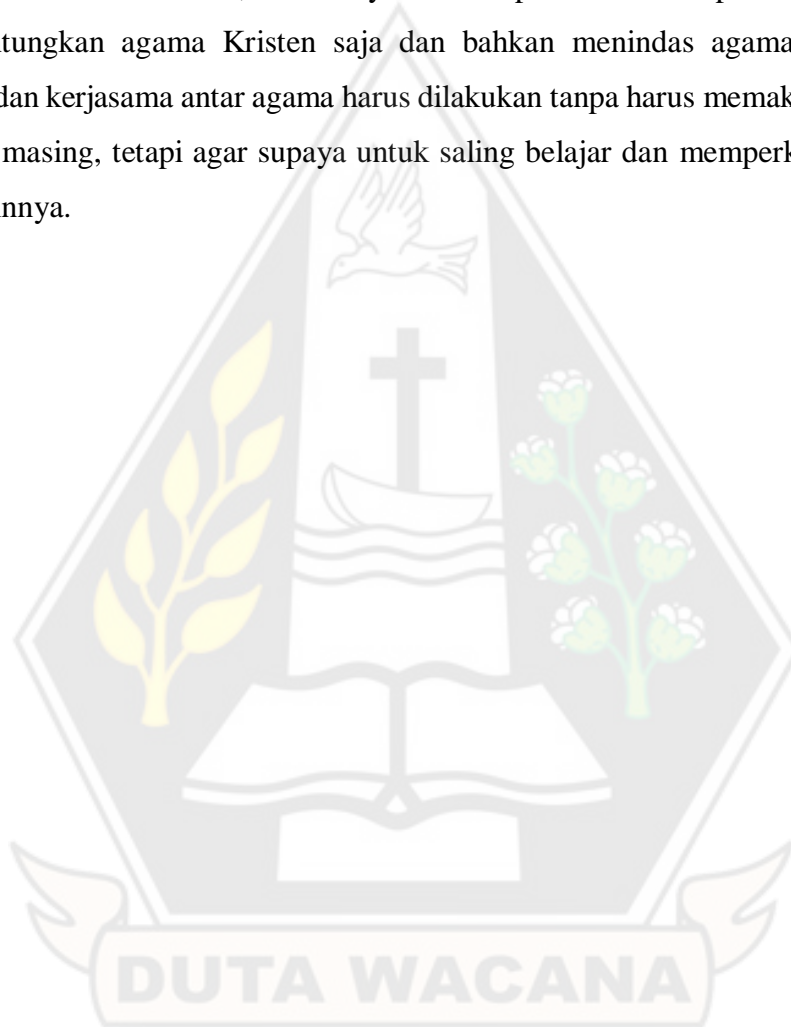 ntungkan agama Kristen saja dan bahkan menindas agama
dan kerjasama antar agama harus dilakukan tanpa harus memak
masing, tetapi agar supaya untuk saling belajar dan memperk
nnya.
DUTA WACANA